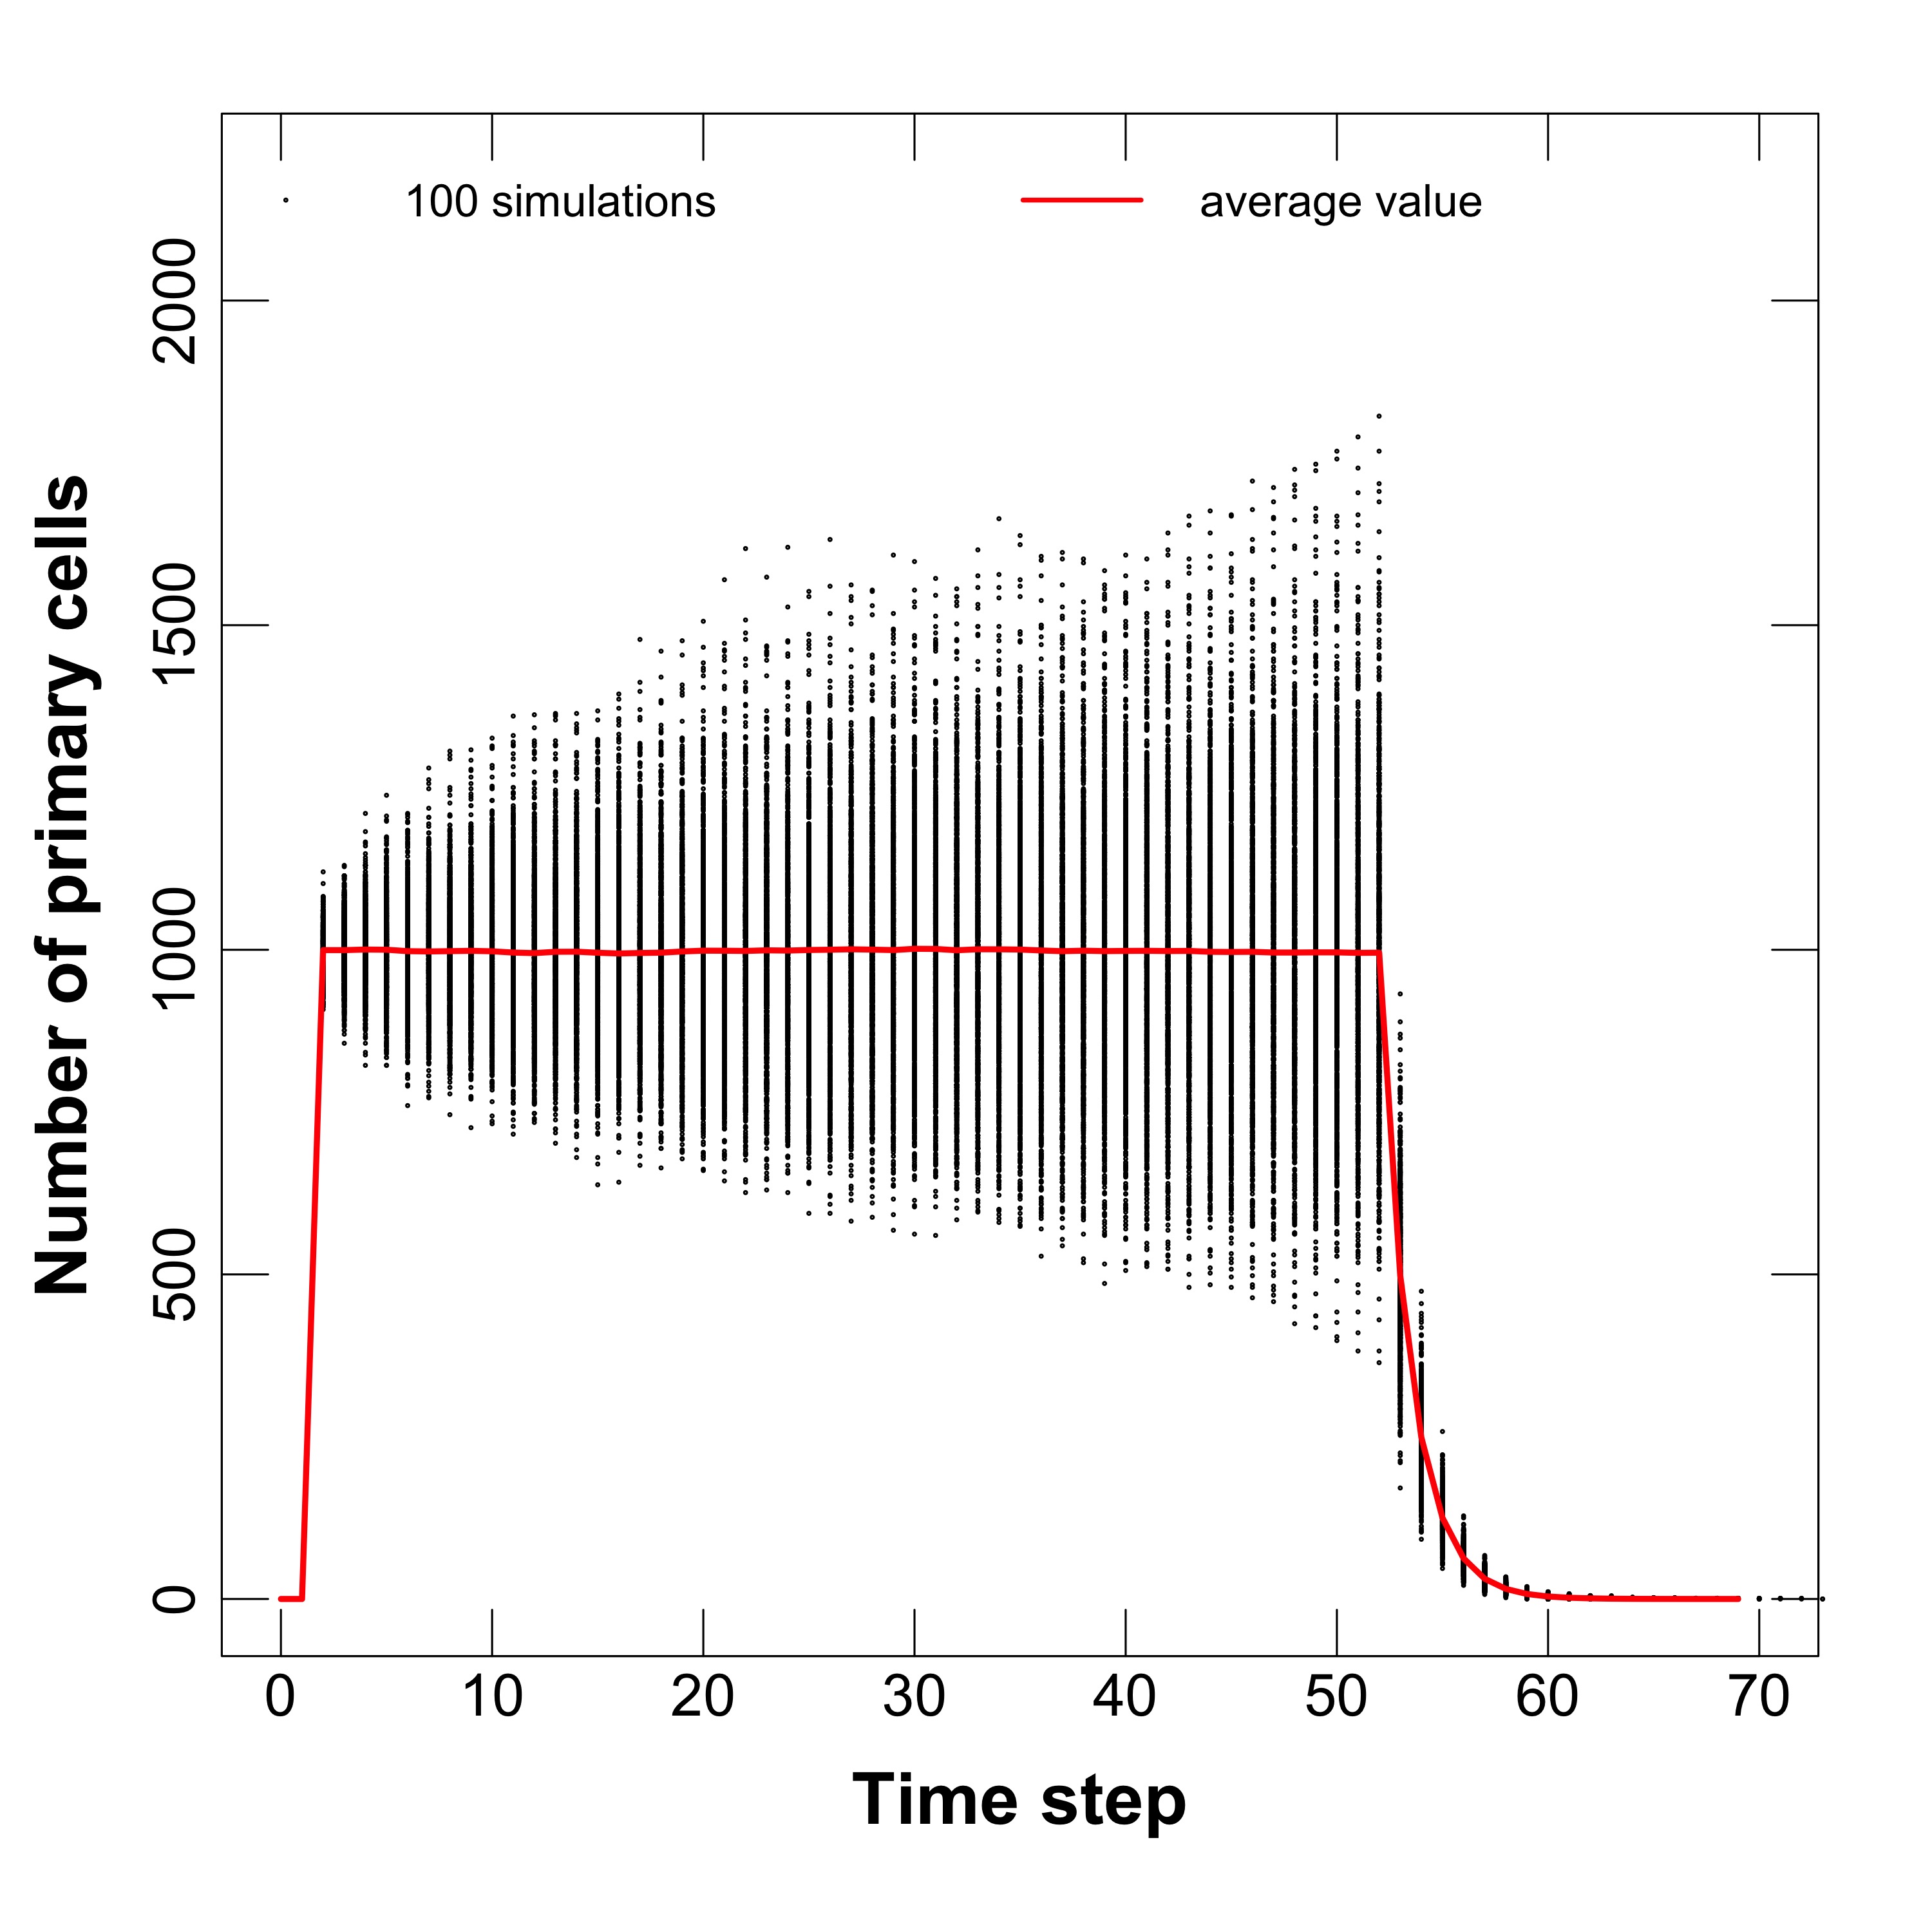 100 simulations
average value
Number of primary cells
2000
1500
1000
500
0
0 10 20 30 40 50 60 70
Time step